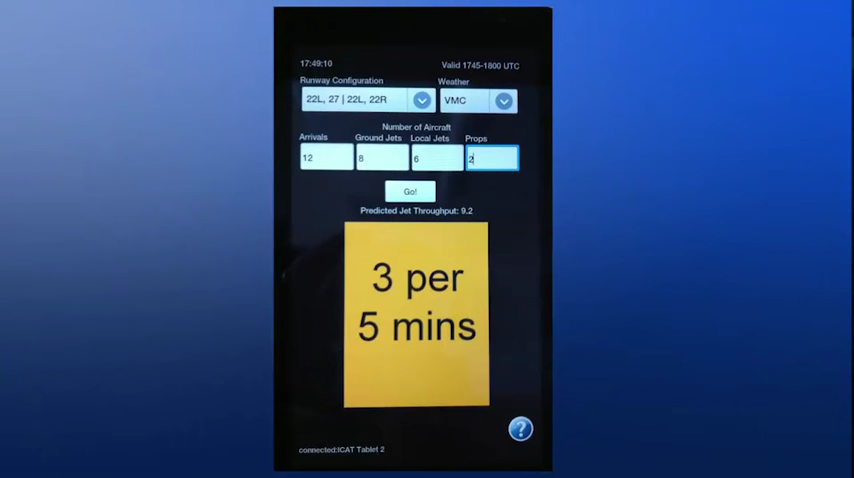 17:49:10 Valid 1745-1800 UTC
Runway Configuration Weather
22L, 27 | 22L, 22R VMC
Number of Aircraft
Arrivals Ground Jets Local Jets Props
12 8 6 2
Go!
Predicted Jet Throughput: 9.2
3 per
5 mins
?
connected:ICAT Tablet 2